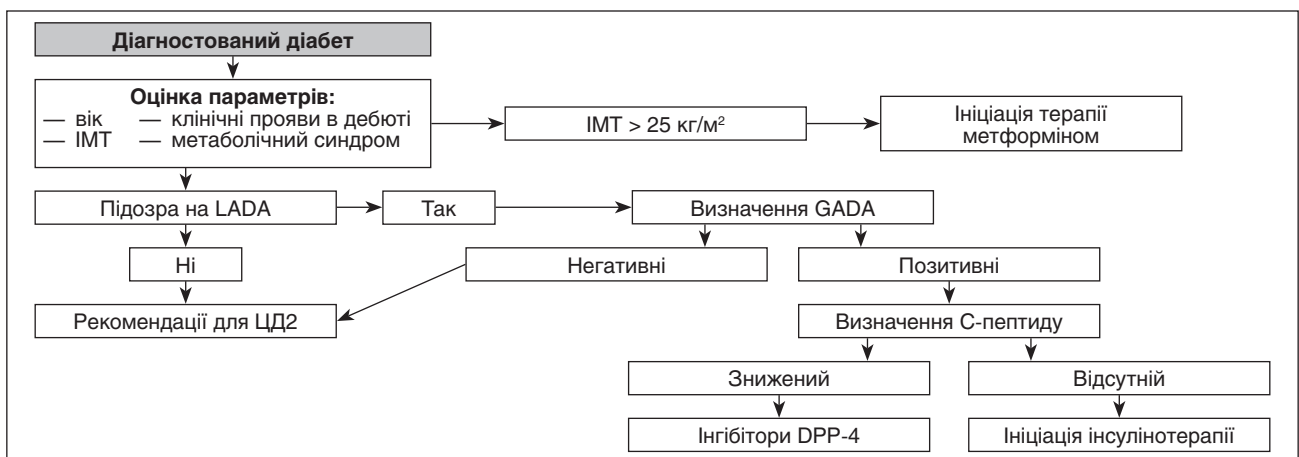 Діагностований діабет
Оцінка параметрів:
— вік — клінічні прояви в дебюті
— ІМТ — метаболічний синдром
ІМТ > 25 кг/м²
Ініціація терапії
метформіном
Підозра на LADA
Так
Визначення GADA
Ні
Негативні
Позитивні
Рекомендації для ЦД2
Визначення С-пептиду
Знижений
Відсутній
Інгібітори DPP-4
Ініціація інсулінотерапії